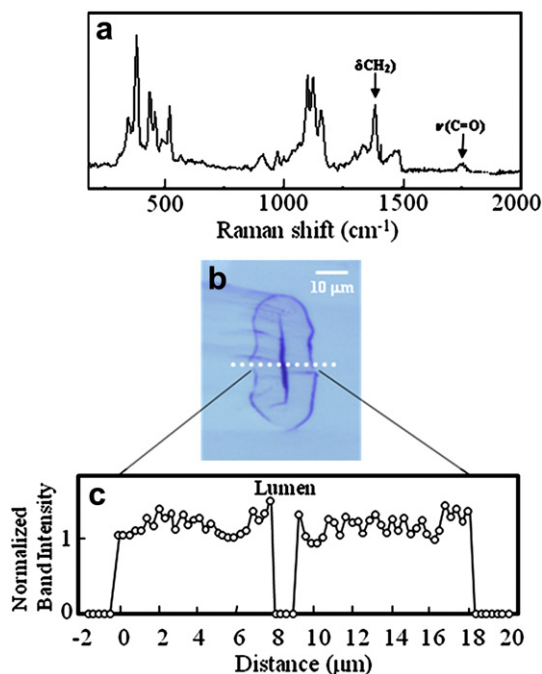 a
δCH₂)
ν(C=O)
500
1000
1500
2000
Raman shift (cm⁻¹)
b
10 μm
c
Lumen
Normalized
Band Intensity
1
0
-2
0
2
4
6
8
10
12
14
16
18
20
Distance (μm)